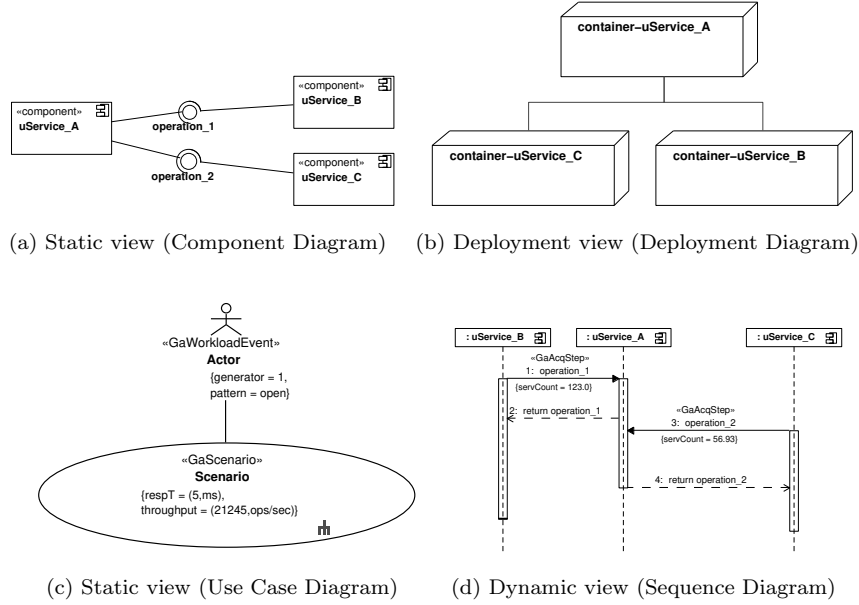 «component»
uService_A
operation_1
operation_2
«component»
uService_B
«component»
uService_C
(a) Static view (Component Diagram)
container-uService_A
container-uService_C
container-uService_B
(b) Deployment view (Deployment Diagram)
«GaWorkloadEvent»
Actor
{generator = 1,
pattern = open}
«GaScenario»
Scenario
{respT = (5,ms),
throughput = (21245,ops/sec)}
(c) Static view (Use Case Diagram)
: uService_B
: uService_A
: uService_C
«GaAcqStep»
1: operation_1
{servCount = 123.0}
2: return operation_1
«GaAcqStep»
3: operation_2
{servCount = 56.93}
4: return operation_2
(d) Dynamic view (Sequence Diagram)